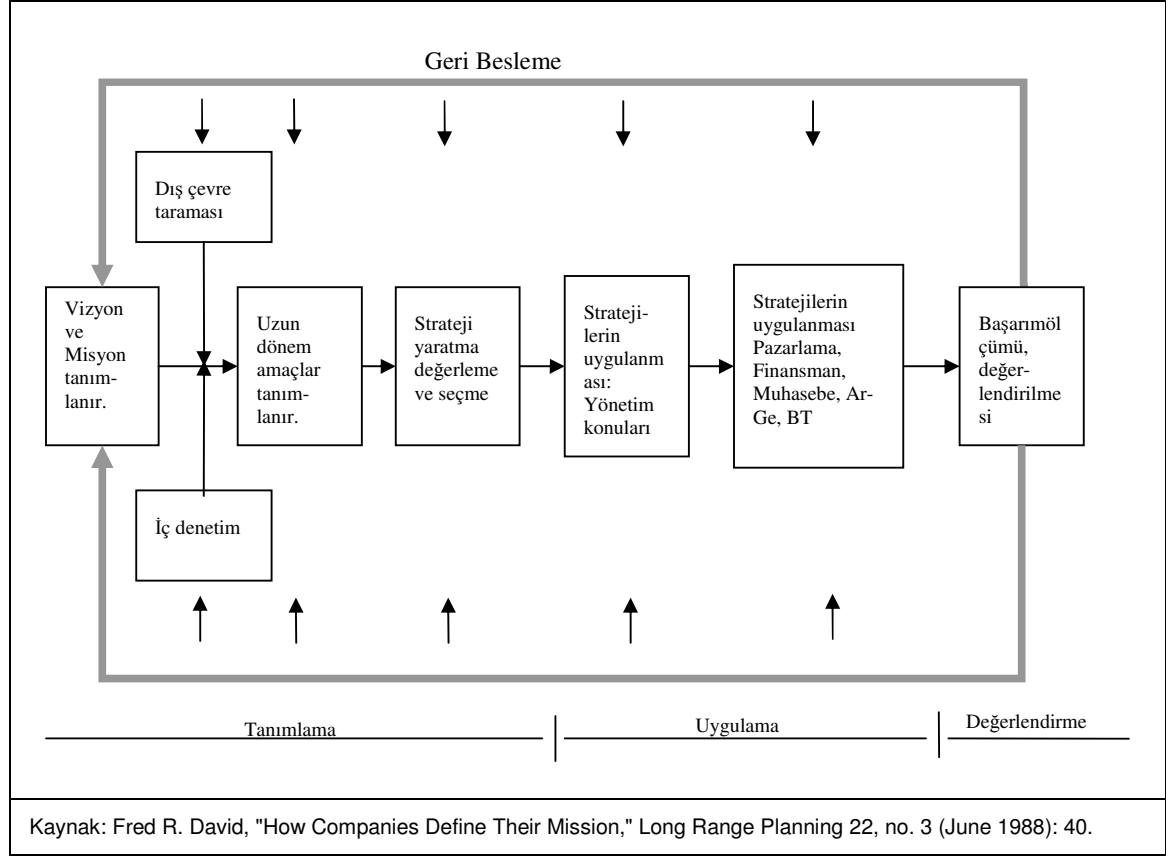 Geri Besleme
Dış çevre
taraması
Vizyon
ve
Misyon
tanım-
lanır.
Uzun
dönem
amaçlar
tanım-
lanır.
Strateji
yaratma
değerleme
ve seçme
Strateji-
lerin
uygulanm
ası:
Yönetim
konuları
Stratejilerin
uygulanması
Pazarlama,
Finansman,
Muhasebe, Ar-
Ge, BT
Başarımöl
çümü,
değer-
lendirilme
si
İç denetim
Tanımlama
Uygulama
Değerlendirme
Kaynak: Fred R. David, "How Companies Define Their Mission," Long Range Planning 22, no. 3 (June 1988): 40.